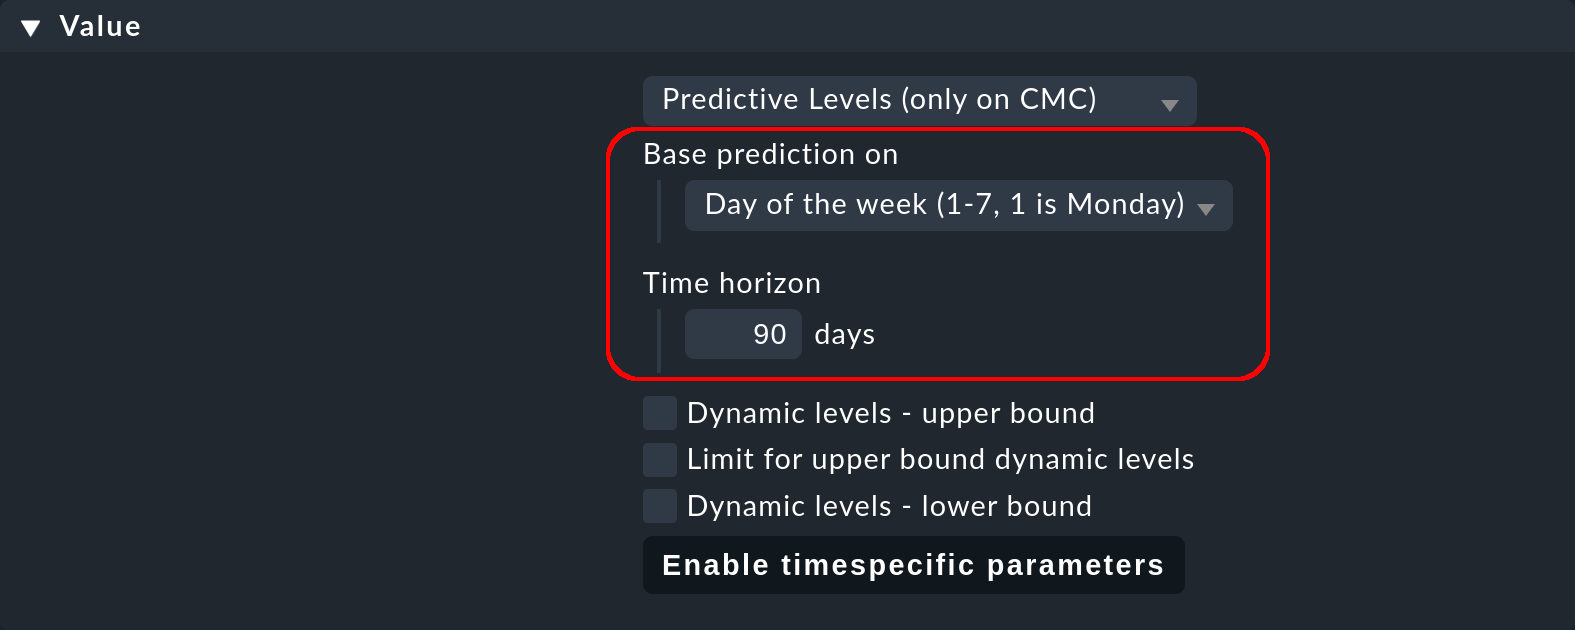 Value
Predictive Levels (only on CMC)
Base prediction on
Day of the week (1-7, 1 is Monday)
Time horizon
90 days
Dynamic levels - upper bound
Limit for upper bound dynamic levels
Dynamic levels - lower bound
Enable timespecific parameters